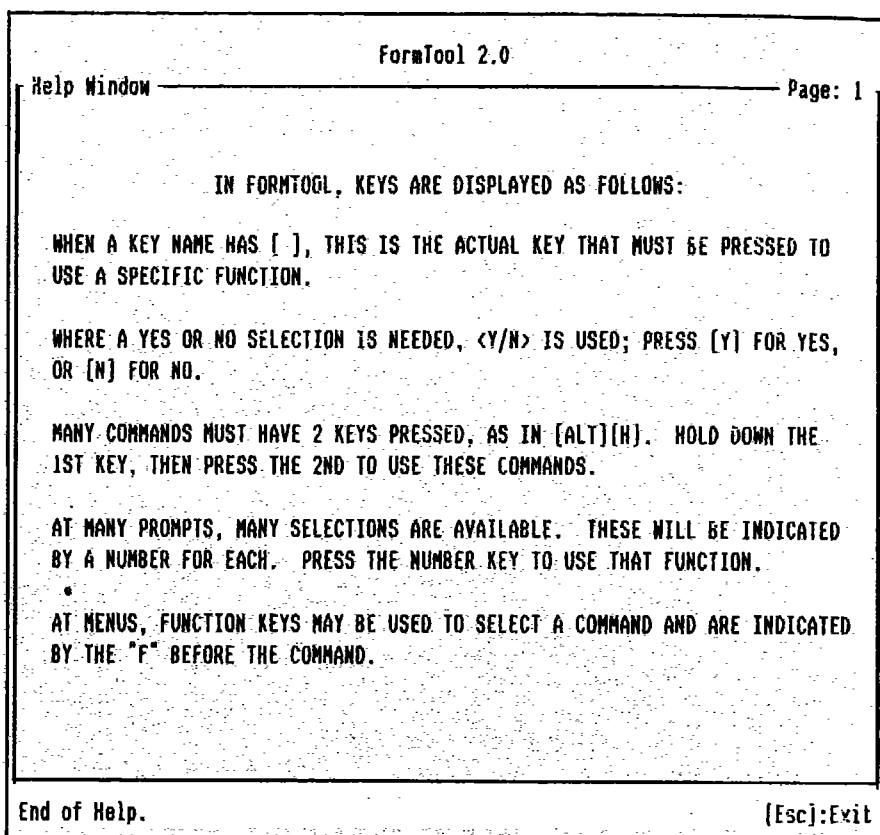 FormTool 2.0
Help Window Page: 1
IN FORMTOOL, KEYS ARE DISPLAYED AS FOLLOWS:
WHEN A KEY NAME HAS [ ], THIS IS THE ACTUAL KEY THAT MUST BE PRESSED TO
USE A SPECIFIC FUNCTION.
WHERE A YES OR NO SELECTION IS NEEDED, <Y/N> IS USED; PRESS [Y] FOR YES,
OR [N] FOR NO.
MANY COMMANDS MUST HAVE 2 KEYS PRESSED, AS IN [ALT][H]. HOLD DOWN THE
1ST KEY, THEN PRESS THE 2ND TO USE THESE COMMANDS.
AT MANY PROMPTS, MANY SELECTIONS ARE AVAILABLE. THESE WILL BE INDICATED
BY A NUMBER FOR EACH. PRESS THE NUMBER KEY TO USE THAT FUNCTION.
AT MENUS, FUNCTION KEYS MAY BE USED TO SELECT A COMMAND AND ARE INDICATED
BY THE "F" BEFORE THE COMMAND.
End of Help. [Esc]:Exit